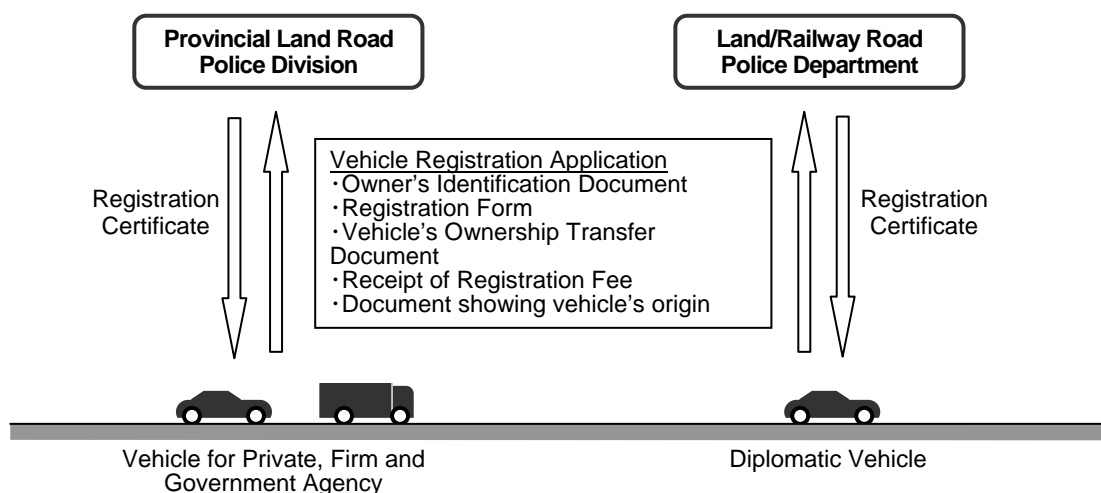 Provincial Land Road
Police Division
Land/Railway Road
Police Department
Registration
Certificate
Vehicle Registration Application
･Owner's Identification Document
･Registration Form
･Vehicle's Ownership Transfer
Document
･Receipt of Registration Fee
･Document showing vehicle's origin
Registration
Certificate
Vehicle for Private, Firm and
Government Agency
Diplomatic Vehicle